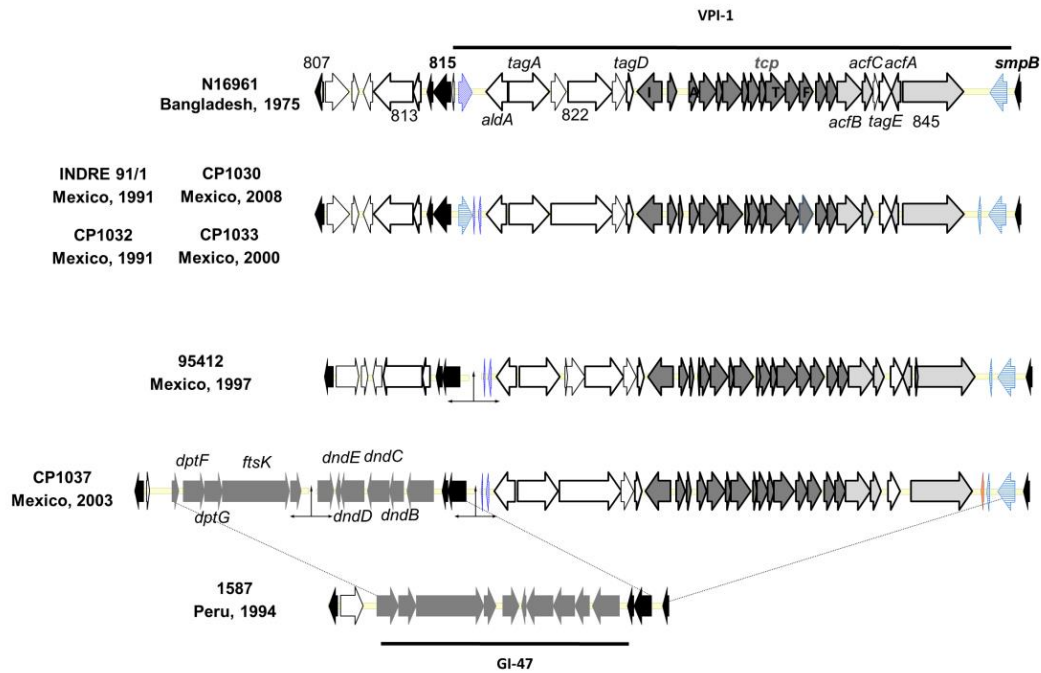 VPI-1
807 815 tagA tagD tcp acfC acfA smpB
N16961
Bangladesh, 1975
I A T F
813 aldA 822 acfB tagE 845
INDRE 91/1 CP1030
Mexico, 1991 Mexico, 2008
CP1032 CP1033
Mexico, 1991 Mexico, 2000
95412
Mexico, 1997
dptF ftsK dndE dndC
CP1037
Mexico, 2003
dptG dndD dndB
1587
Peru, 1994
GI-47